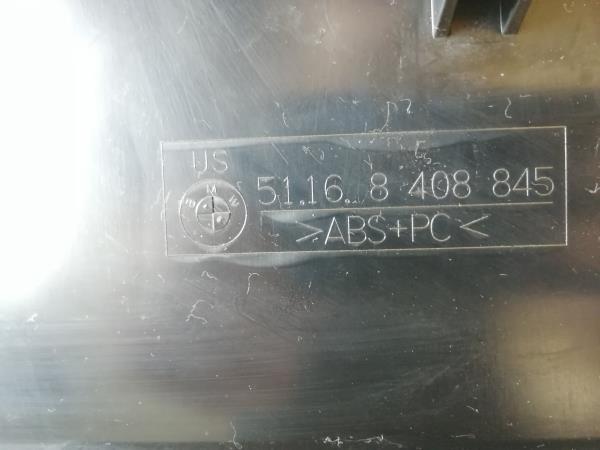 US
BMW
51.16. 8 408 845
>ABS+PC<